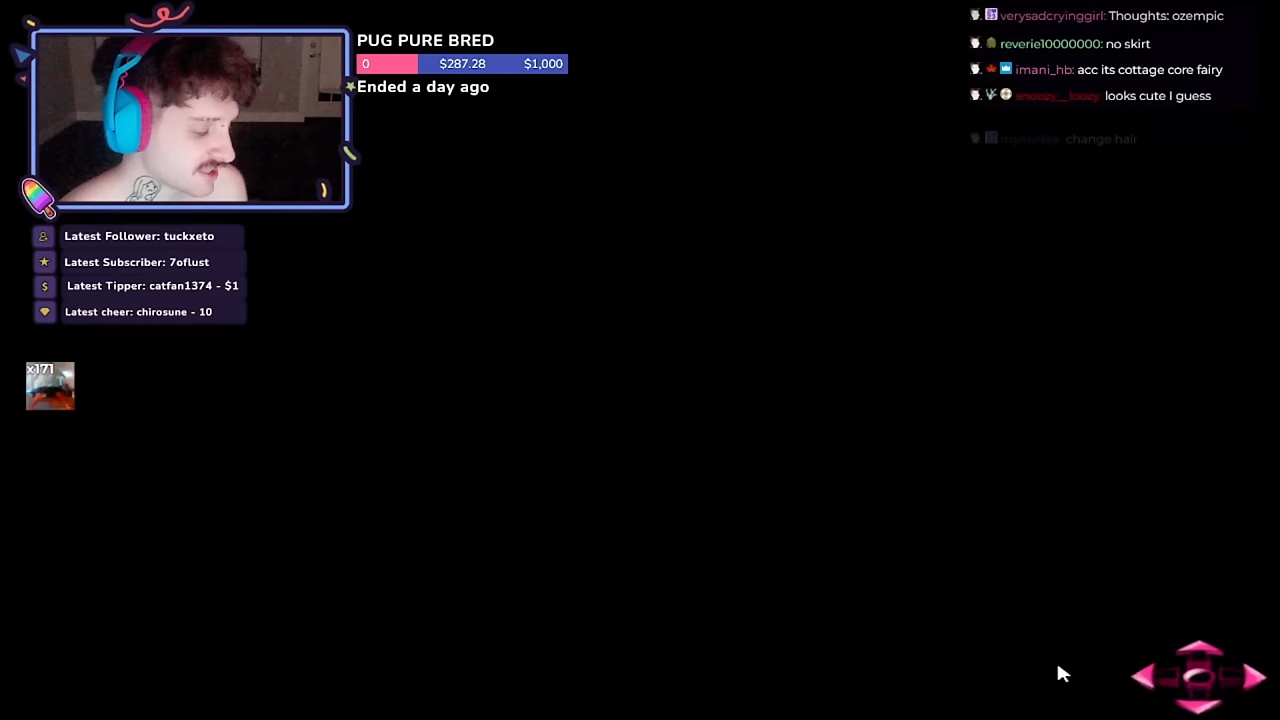 PUG PURE BRED
0 $287.28 $1,000
Ended a day ago
Latest Follower: tuckxeto
Latest Subscriber: 7oflust
Latest Tipper: catfan1374 - $1
Latest cheer: chirosune - 10
x171
verysadcryinggirl: Thoughts: ozempic
reverie10000000: no skirt
imani_hb: acc its cottage core fairy
snoozy__loozy: looks cute I guess
change hair